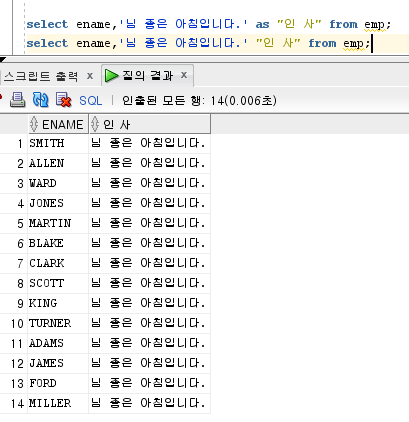 select ename,'님 좋은 아침입니다.' as "인 사" from emp;
select ename,'님 좋은 아침입니다.' "인 사" from emp;
스크립트 출력 x 질의 결과 x
SQL | 인출된 모든 행: 14(0.006초)
ENAME 인 사
1 SMITH 님 좋은 아침입니다.
2 ALLEN 님 좋은 아침입니다.
3 WARD 님 좋은 아침입니다.
4 JONES 님 좋은 아침입니다.
5 MARTIN 님 좋은 아침입니다.
6 BLAKE 님 좋은 아침입니다.
7 CLARK 님 좋은 아침입니다.
8 SCOTT 님 좋은 아침입니다.
9 KING 님 좋은 아침입니다.
10 TURNER 님 좋은 아침입니다.
11 ADAMS 님 좋은 아침입니다.
12 JAMES 님 좋은 아침입니다.
13 FORD 님 좋은 아침입니다.
14 MILLER 님 좋은 아침입니다.